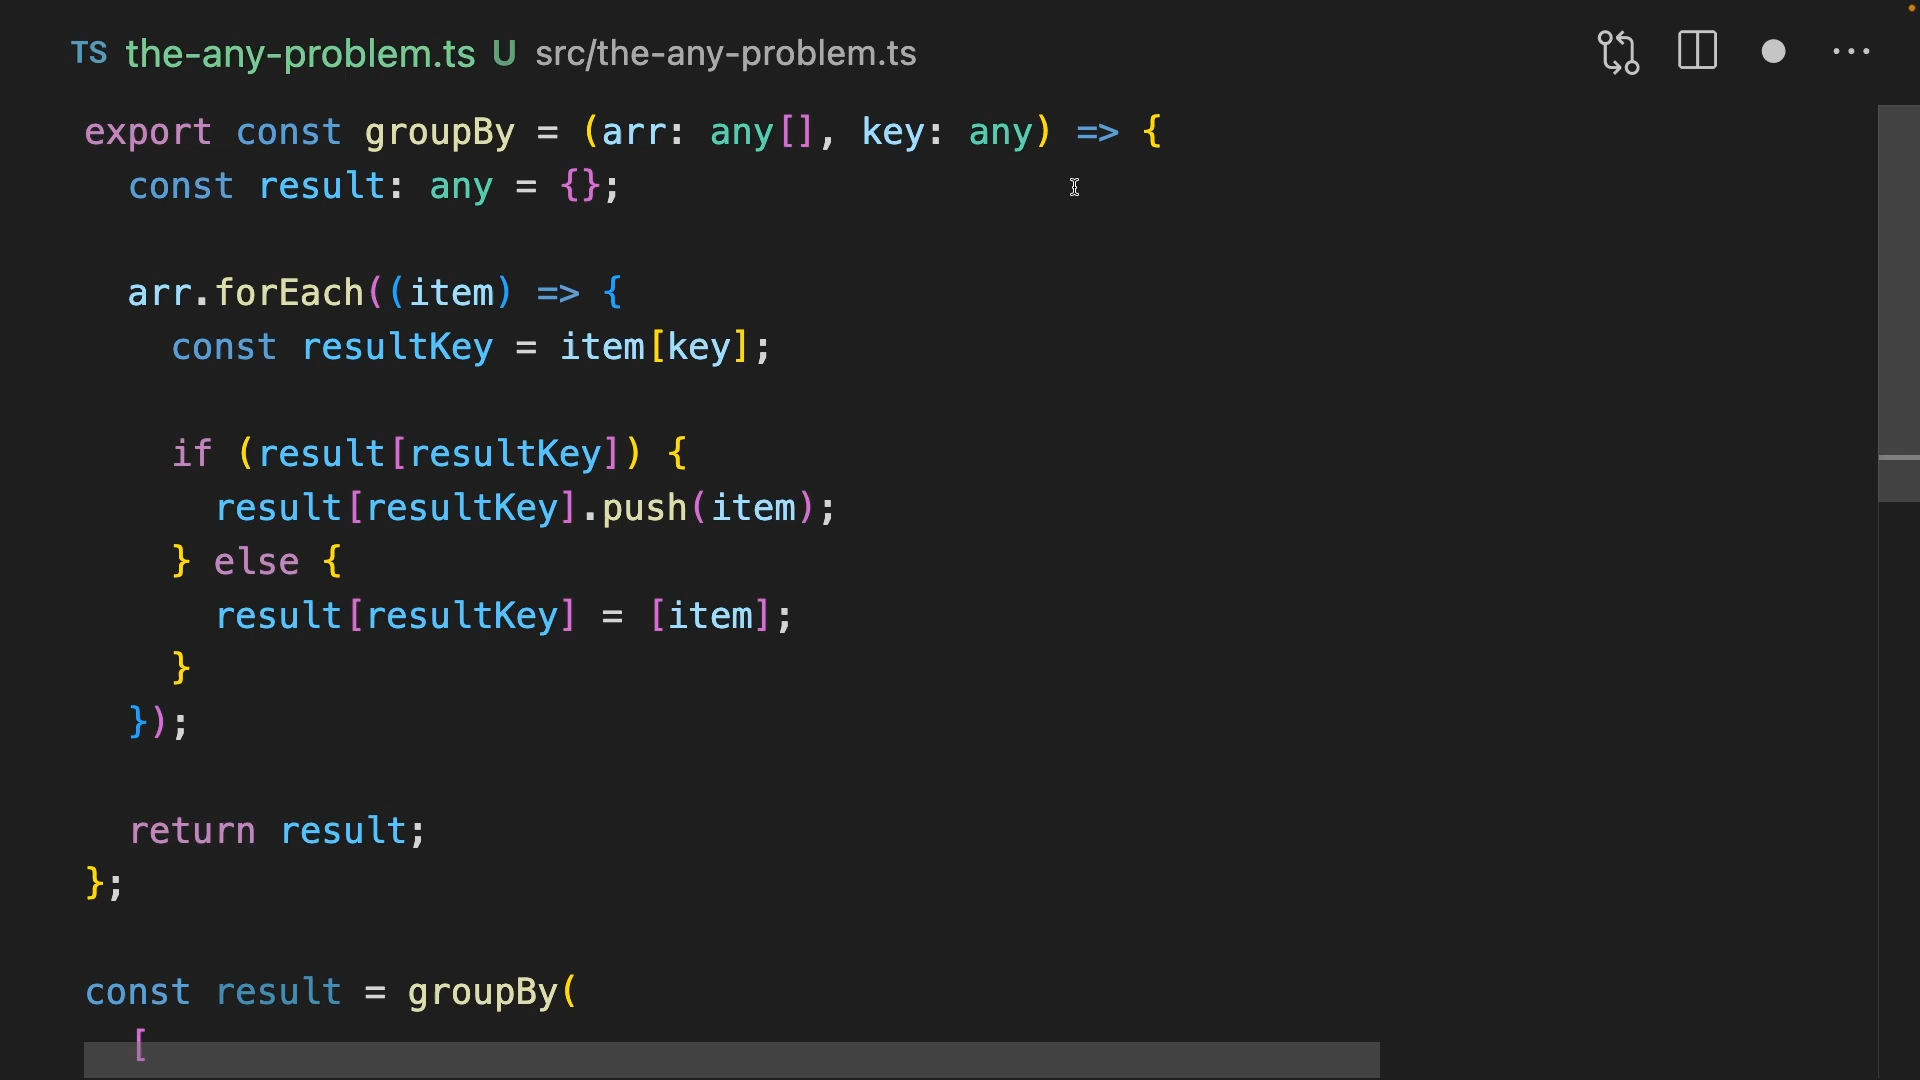 TS the-any-problem.ts U src/the-any-problem.ts
export const groupBy = (arr: any[], key: any) => {
  const result: any = {};

  arr.forEach((item) => {
    const resultKey = item[key];

    if (result[resultKey]) {
      result[resultKey].push(item);
    } else {
      result[resultKey] = [item];
    }
  });

  return result;
};

const result = groupBy(
  [